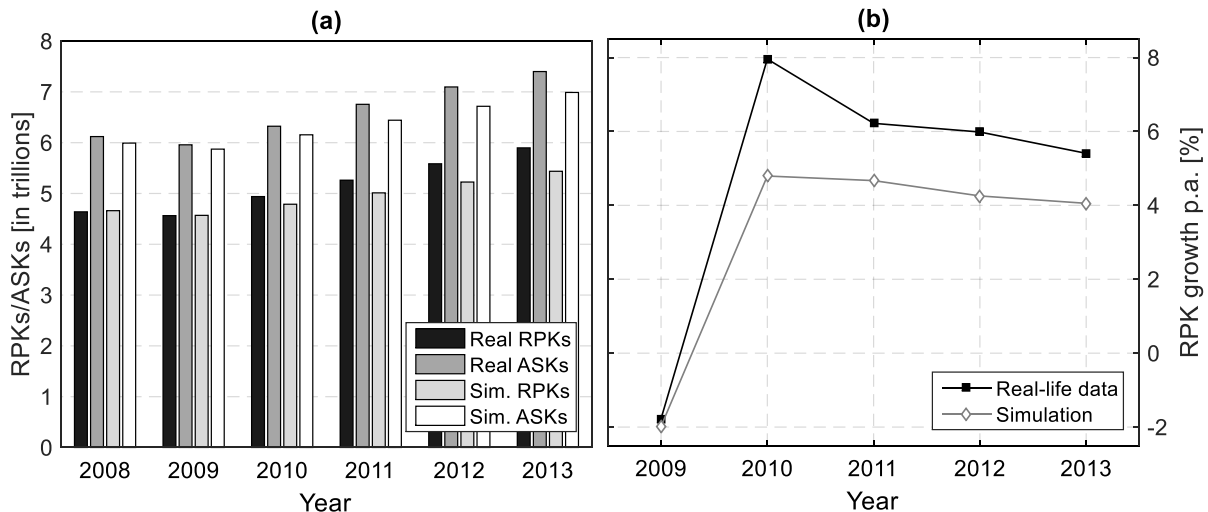 (a)
RPKs/ASKs [in trillions]
8
7
6
5
4
3
2
1
0
Real RPKs
Real ASKs
Sim. RPKs
Sim. ASKs
2008 2009 2010 2011 2012 2013
Year
(b)
8
6
4
2
0
-2
RPK growth p.a. [%]
Real-life data
Simulation
2009 2010 2011 2012 2013
Year